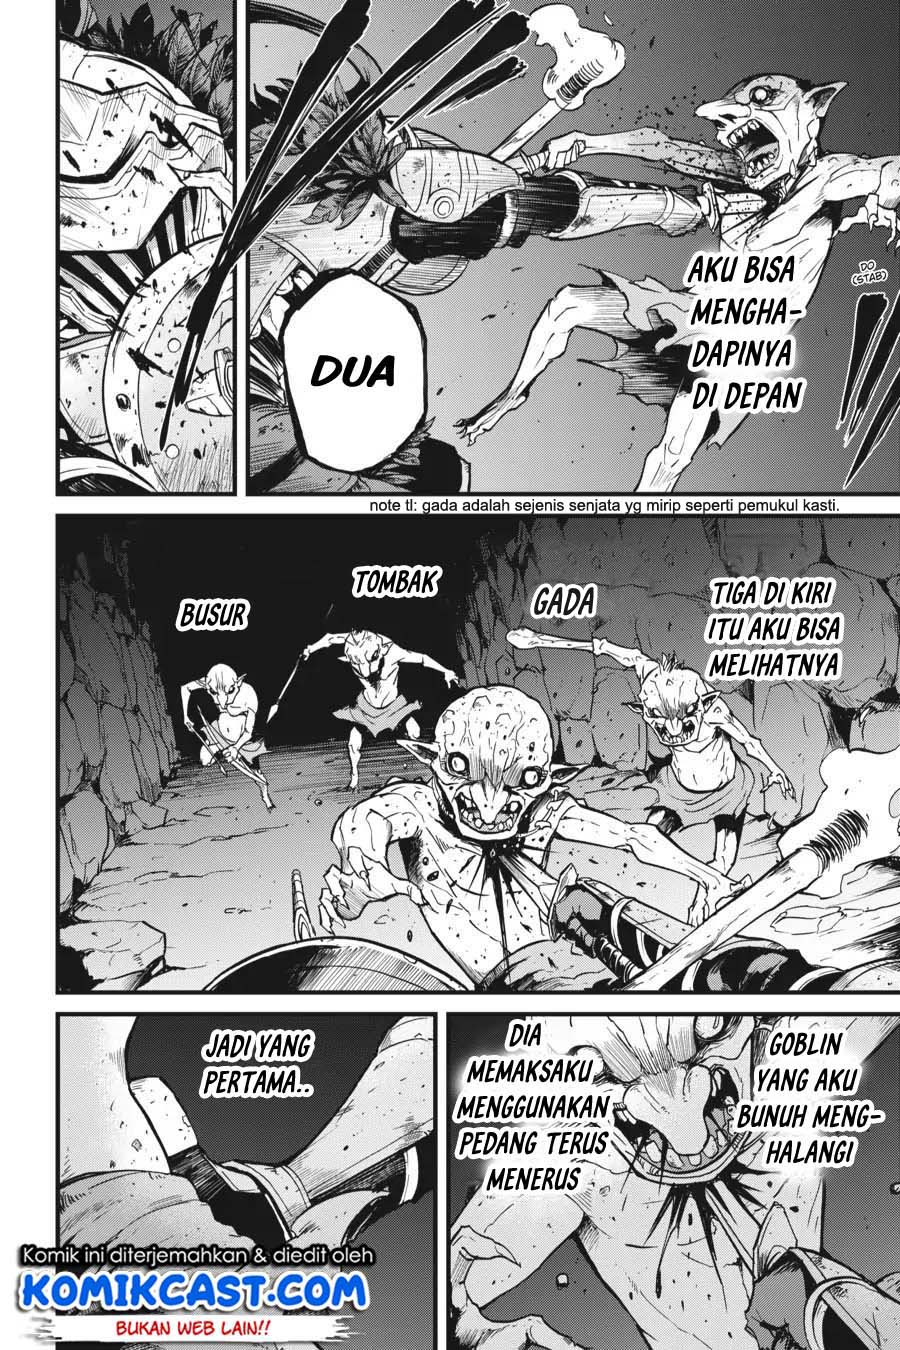 AKU BISA
MENGHA-
DAPINYA
DI DEPAN
DO
(STAB)
DUA
note tl: gada adalah sejenis senjata yg mirip seperti pemukul kasti.
TIGA DI KIRI
ITU AKU BISA
MELIHATNYA
GADA
TOMBAK
BUSUR
GOBLIN
YANG AKU
BUNUH MENG-
HALANGI
DIA
MEMAKSAKU
MENGGUNAKAN
PEDANG TERUS
MENERUS
JADI YANG
PERTAMA..
Komik ini diterjemahkan & diedit oleh
KOMIKCAST.COM
BUKAN WEB LAIN!!